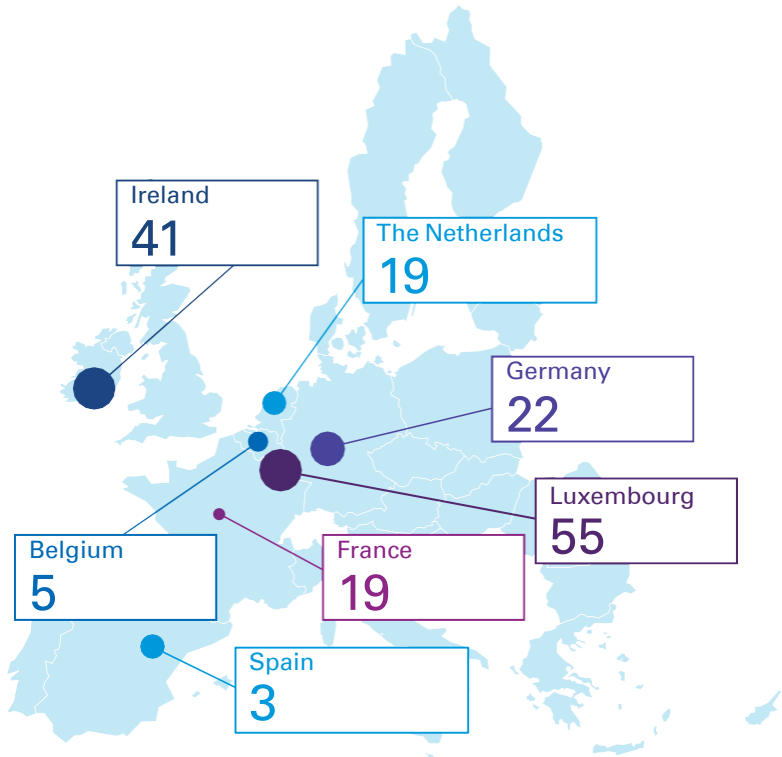 Ireland
41
The Netherlands
19
Germany
22
Luxembourg
55
Belgium
5
France
19
Spain
3